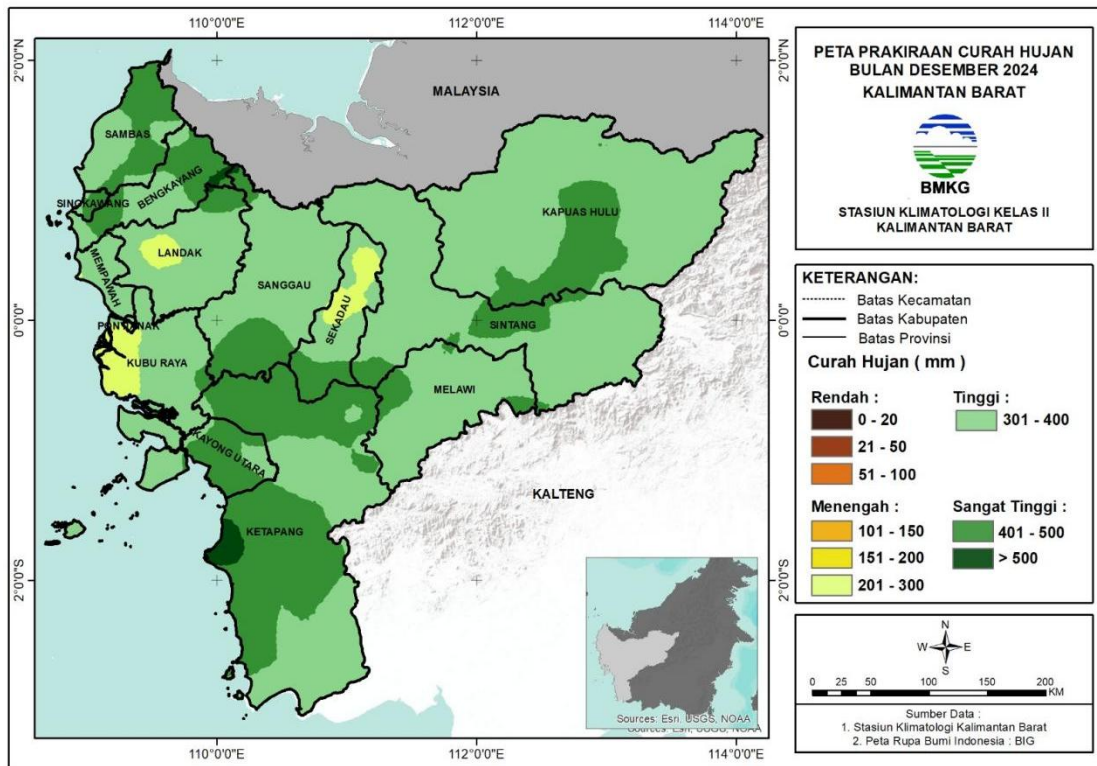 110°0'0"E
112°0'0"E
114°0'0"E
2°0'0"N
2°0'0"N
0°0'0"
0°0'0"
2°0'0"S
2°0'0"S
MALAYSIA
SAMBAS
BENGKAYANG
SINGKAWANG
KAPUAS HULU
LANDAK
MEMPAWAH
SANGGAU
SEKADAU
SINTANG
PONTIANAK
KUBU RAYA
MELAWI
KAYONG UTARA
KALTENG
KETAPANG
Sources: Esri, USGS, NOAA
Sources: Esri, USGS, NOAA
110°0'0"E
112°0'0"E
114°0'0"E
PETA PRAKIRAAN CURAH HUJAN
BULAN DESEMBER 2024
KALIMANTAN BARAT
BMKG
STASIUN KLIMATOLOGI KELAS II
KALIMANTAN BARAT
KETERANGAN:
Batas Kecamatan
Batas Kabupaten
Batas Provinsi
Curah Hujan ( mm )
Rendah :
0 - 20
21 - 50
51 - 100
Tinggi :
301 - 400
Menengah :
101 - 150
151 - 200
201 - 300
Sangat Tinggi :
401 - 500
> 500
N
W
E
S
0 25 50 100 150 200
KM
Sumber Data :
1. Stasiun Klimatologi Kalimantan Barat
2. Peta Rupa Bumi Indonesia : BIG